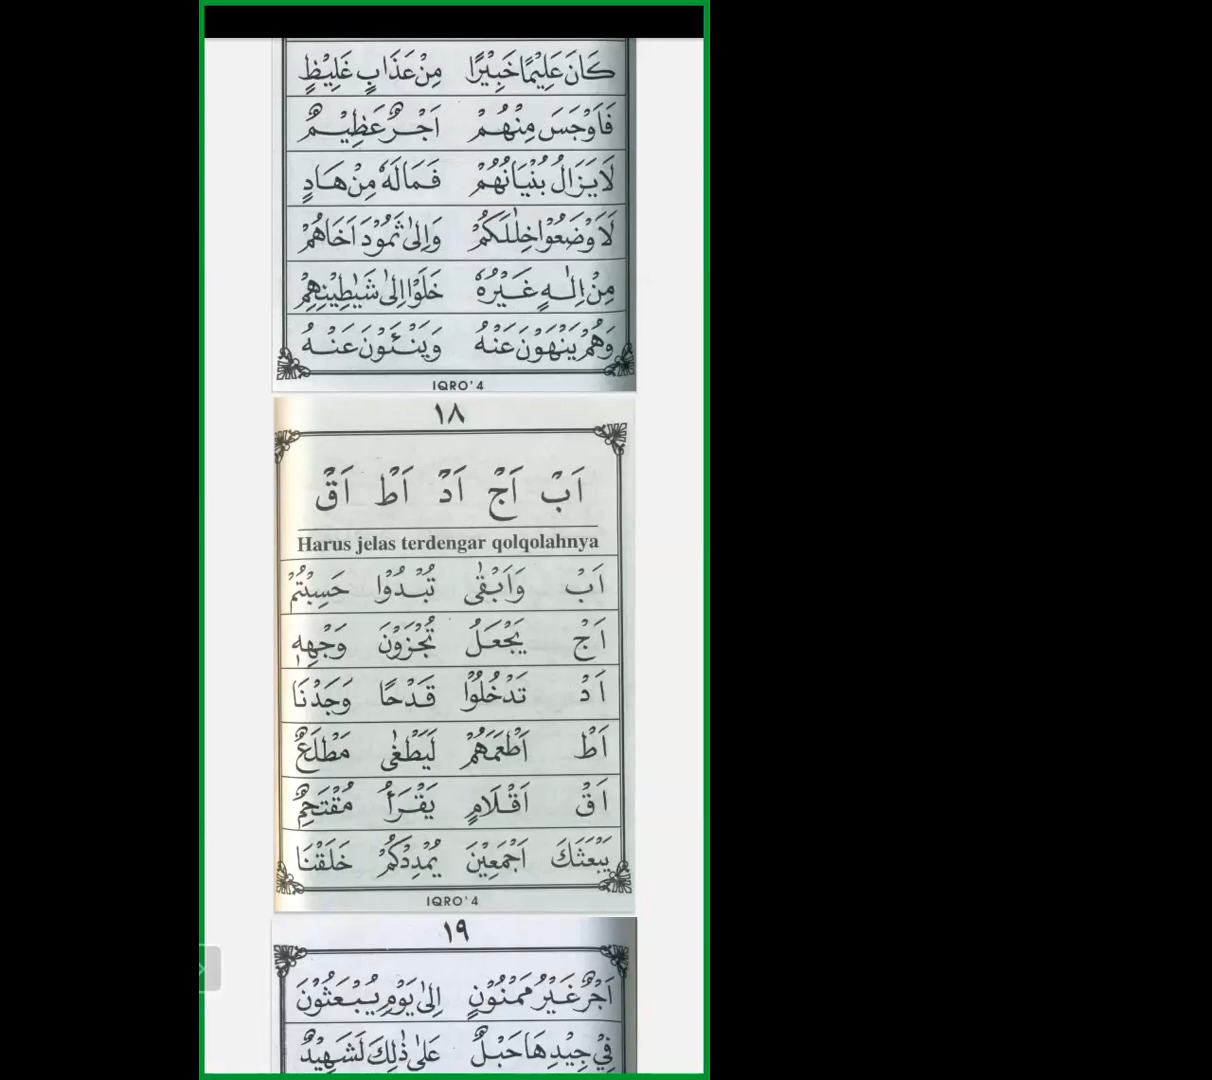 كَانَ عَلِيْمًا خَبِيْرًا مِنْ عَذَابٍ غَلِيْظٍ
فَاَوْجَسَ مِنْهُمْ اَجْرٌ عَظِيْمٌ
لَا يَزَالُ بُنْيَانُهُمْ فَمَالَهٗ مِنْ هَادٍ
لَاَوْضَعُوْا خِلٰلَكُمْ وَاِلٰى ثَمُوْدَ اَخَاهُمْ
مِنْ اِلٰهٍ غَيْرُهٗ خَلَوْا اِلٰى شَيٰطِيْنِهِمْ
وَهُمْ يَنْهَوْنَ عَنْهُ وَيَنْـَٔوْنَ عَنْهُ
IQRO' 4
١٨
اَبْ اَجْ اَدْ اَطْ اَقْ
Harus jelas terdengar qolqolahnya
اَبْ وَاَبْقٰى تُبْدُوْا حَسِبْتُمْ
اَجْ يَجْعَلُ تُجْزَوْنَ وَجْهِهٖ
اَدْ تَدْخُلُوْا قَدْحًا وَجَدْنَا
اَطْ اَطْعَمَهُمْ لَيَطْغٰى مَطْلَعٌ
اَقْ اَقْلَامٍ يَقْرَأُ مُقْتَحِمٌ
يَبْعَثَكَ اَجْمَعِيْنَ يُمْدِدْكُمْ خَلَقْنَا
IQRO' 4
١٩
اَجْرٌ غَيْرُ مَمْنُوْنٍ اِلٰى يَوْمِ يُبْعَثُوْنَ
فِيْ جِيْدِهَا حَبْلٌ عَلٰى ذٰلِكَ لَشَهِيْدٌ